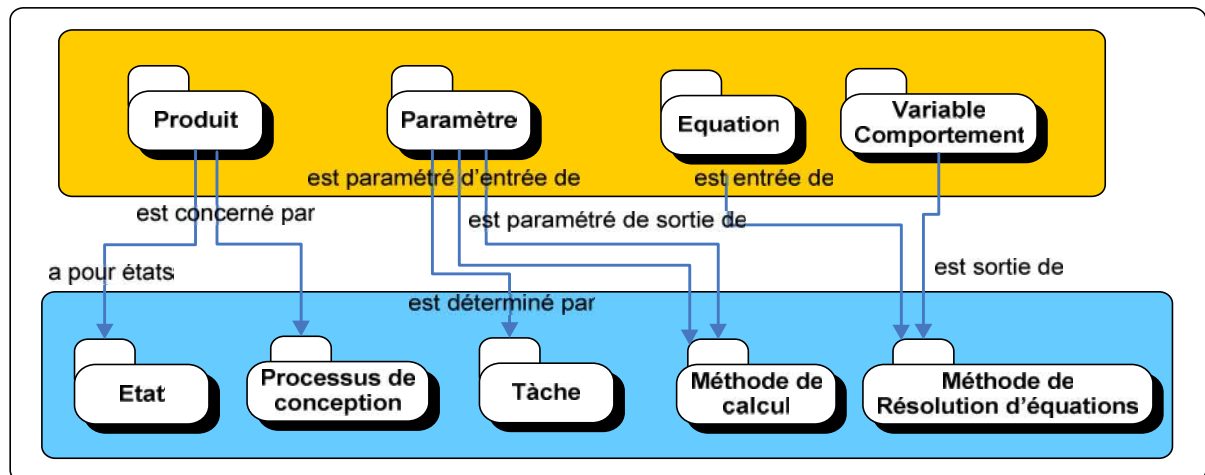 Produit
Paramètre
Equation
Variable
Comportement
est paramétré d'entrée de
est entrée de
est concerné par
est paramétré de sortie de
a pour états
est sortie de
est déterminé par
Etat
Processus de
conception
Tàche
Méthode de
calcul
Méthode de
Résolution d'équations